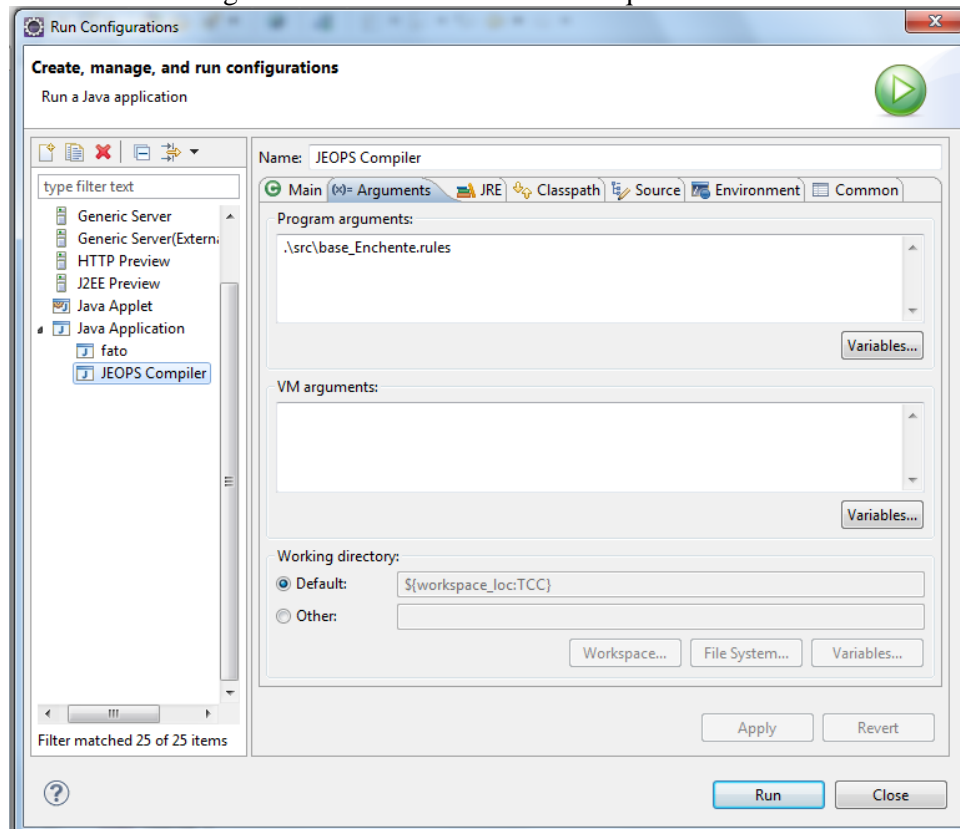 Run Configurations
Create, manage, and run configurations
Run a Java application
type filter text
Generic Server
Generic Server(Extern
HTTP Preview
J2EE Preview
Java Applet
Java Application
fato
JEOPS Compiler
Filter matched 25 of 25 items
Name: JEOPS Compiler
Main (x)= Arguments JRE Classpath Source Environment Common
Program arguments:
.\src\base_Enchente.rules
Variables...
VM arguments:
Variables...
Working directory:
Default: ${workspace_loc:TCC}
Other:
Workspace... File System... Variables...
Apply Revert
Run Close